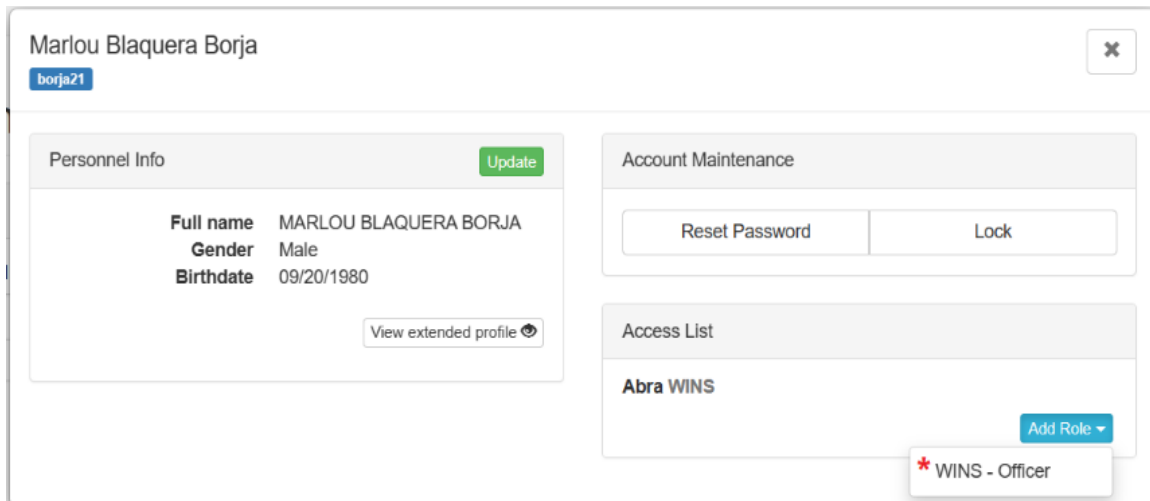 Marlou Blaquera Borja
borja21
Personnel Info
Update
Full name MARLOU BLAQUERA BORJA
Gender Male
Birthdate 09/20/1980
View extended profile
Account Maintenance
Reset Password
Lock
Access List
Abra WINS
Add Role
* WINS - Officer